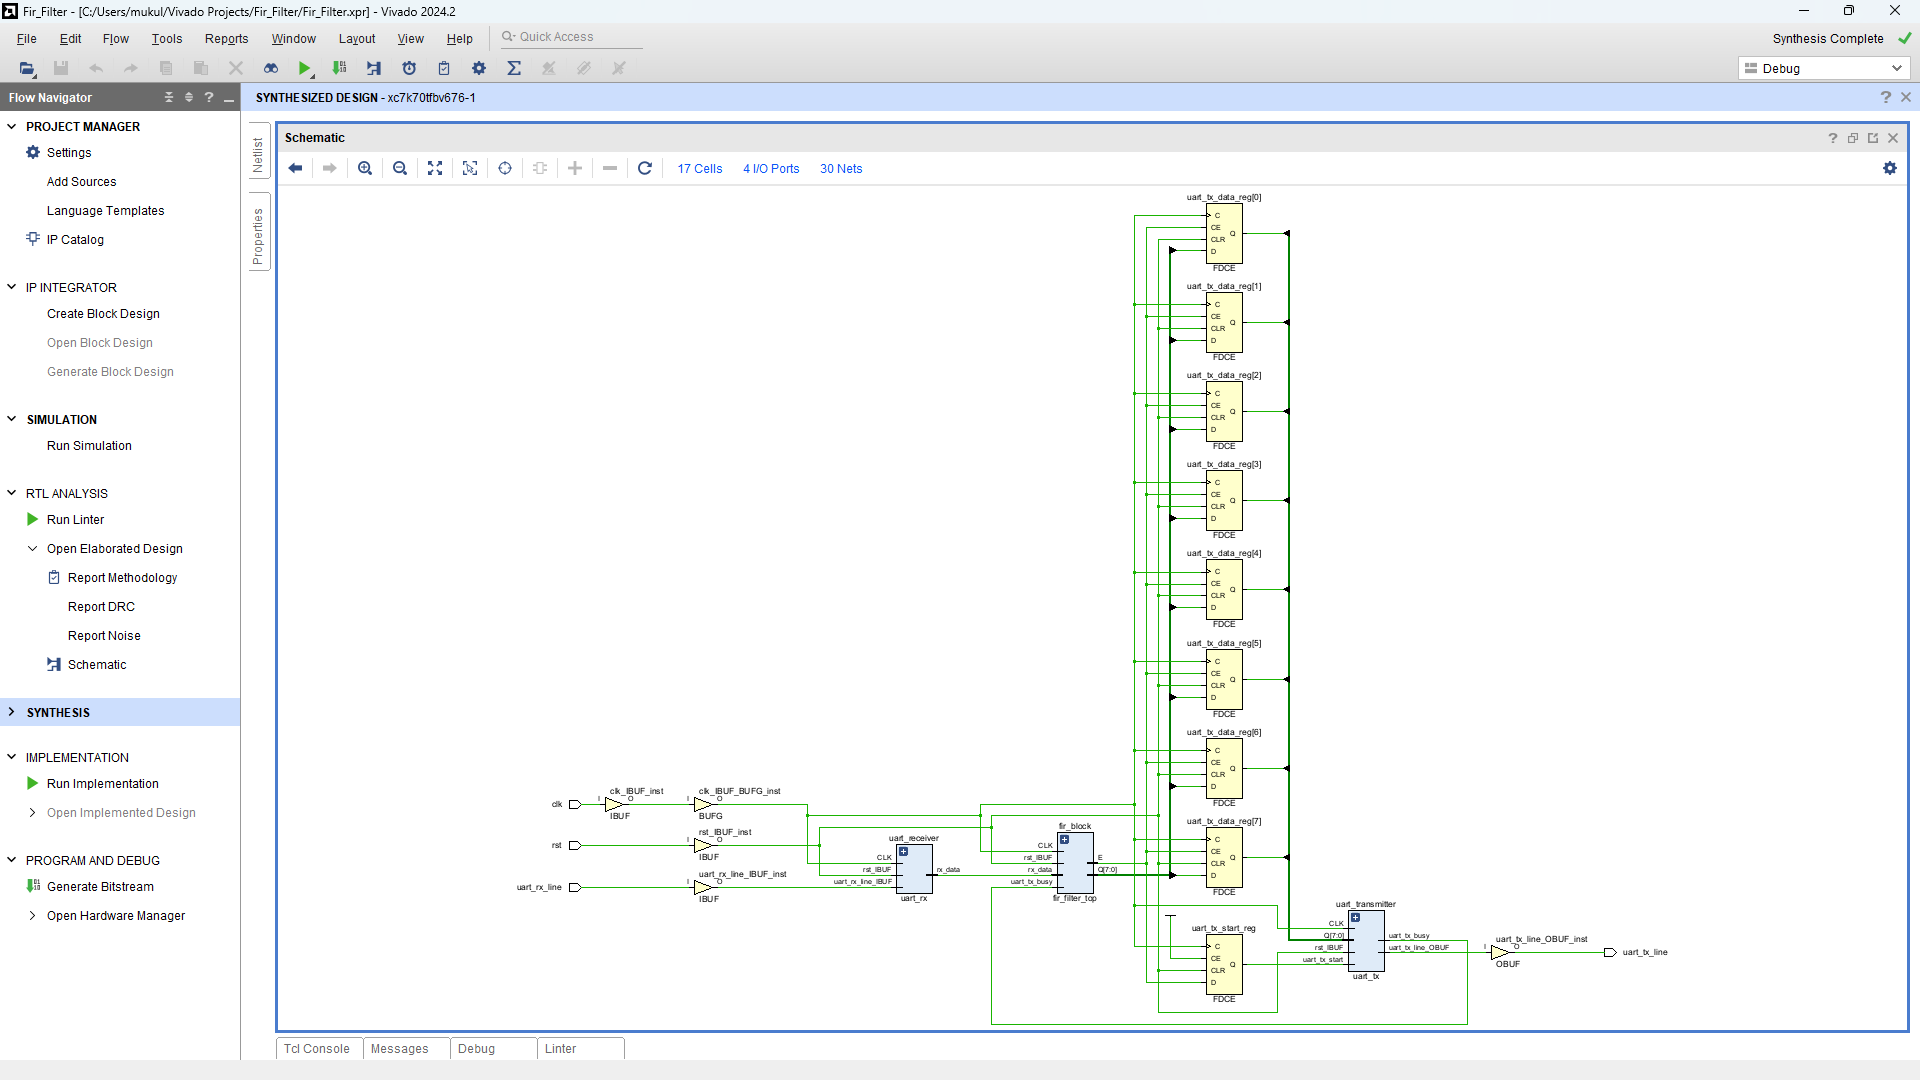 Fir_Filter - [C:/Users/mukul/Vivado Projects/Fir_Filter/Fir_Filter.xpr] - Vivado 2024.2
File Edit Flow Tools Reports Window Layout View Help Quick Access
Synthesis Complete
Debug
Flow Navigator
SYNTHESIZED DESIGN - xc7k70tfbv676-1
PROJECT MANAGER
Settings
Add Sources
Language Templates
IP Catalog
IP INTEGRATOR
Create Block Design
Open Block Design
Generate Block Design
SIMULATION
Run Simulation
RTL ANALYSIS
Run Linter
Open Elaborated Design
Report Methodology
Report DRC
Report Noise
Schematic
SYNTHESIS
IMPLEMENTATION
Run Implementation
Open Implemented Design
PROGRAM AND DEBUG
Generate Bitstream
Open Hardware Manager
Netlist
Properties
Schematic
17 Cells 4 I/O Ports 30 Nets
uart_tx_data_reg[0]
C
CE
CLR
D
Q
FDCE
uart_tx_data_reg[1]
C
CE
CLR
D
Q
FDCE
uart_tx_data_reg[2]
C
CE
CLR
D
Q
FDCE
uart_tx_data_reg[3]
C
CE
CLR
D
Q
FDCE
uart_tx_data_reg[4]
C
CE
CLR
D
Q
FDCE
uart_tx_data_reg[5]
C
CE
CLR
D
Q
FDCE
uart_tx_data_reg[6]
C
CE
CLR
D
Q
FDCE
uart_tx_data_reg[7]
C
CE
CLR
D
Q
FDCE
clk
clk_IBUF_inst
I O
IBUF
clk_IBUF_BUFG_inst
I O
BUFG
rst
rst_IBUF_inst
I O
IBUF
uart_rx_line
uart_rx_line_IBUF_inst
I O
IBUF
uart_receiver
CLK
rst_IBUF
uart_rx_line_IBUF
rx_data
uart_rx
fir_block
CLK
rst_IBUF
rx_data
uart_tx_busy
E
Q[7:0]
fir_filter_top
uart_tx_start_reg
C
CE
CLR
D
Q
FDCE
uart_transmitter
CLK
Q[7:0]
rst_IBUF
uart_tx_start
uart_tx_busy
uart_tx_line_OBUF
uart_tx
uart_tx_line_OBUF_inst
I O
OBUF
uart_tx_line
Tcl Console Messages Debug Linter